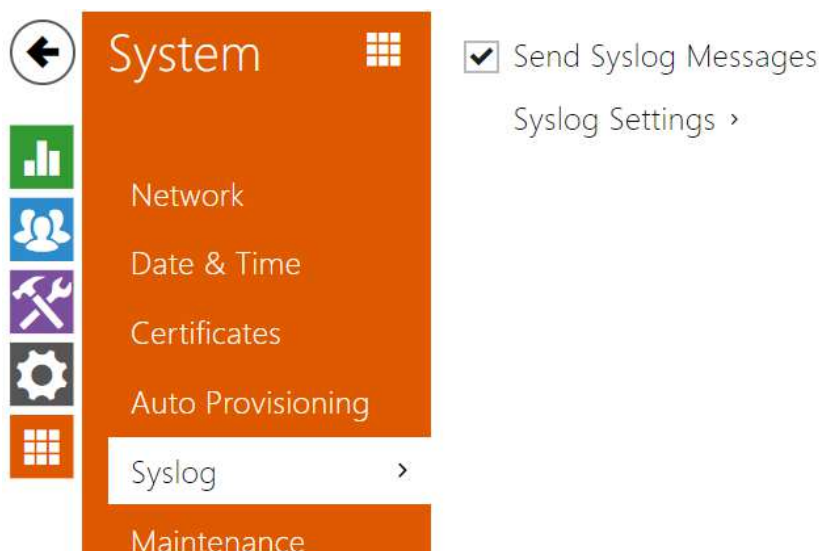 System
Network
Date & Time
Certificates
Auto Provisioning
Syslog
Maintenance
Send Syslog Messages
Syslog Settings